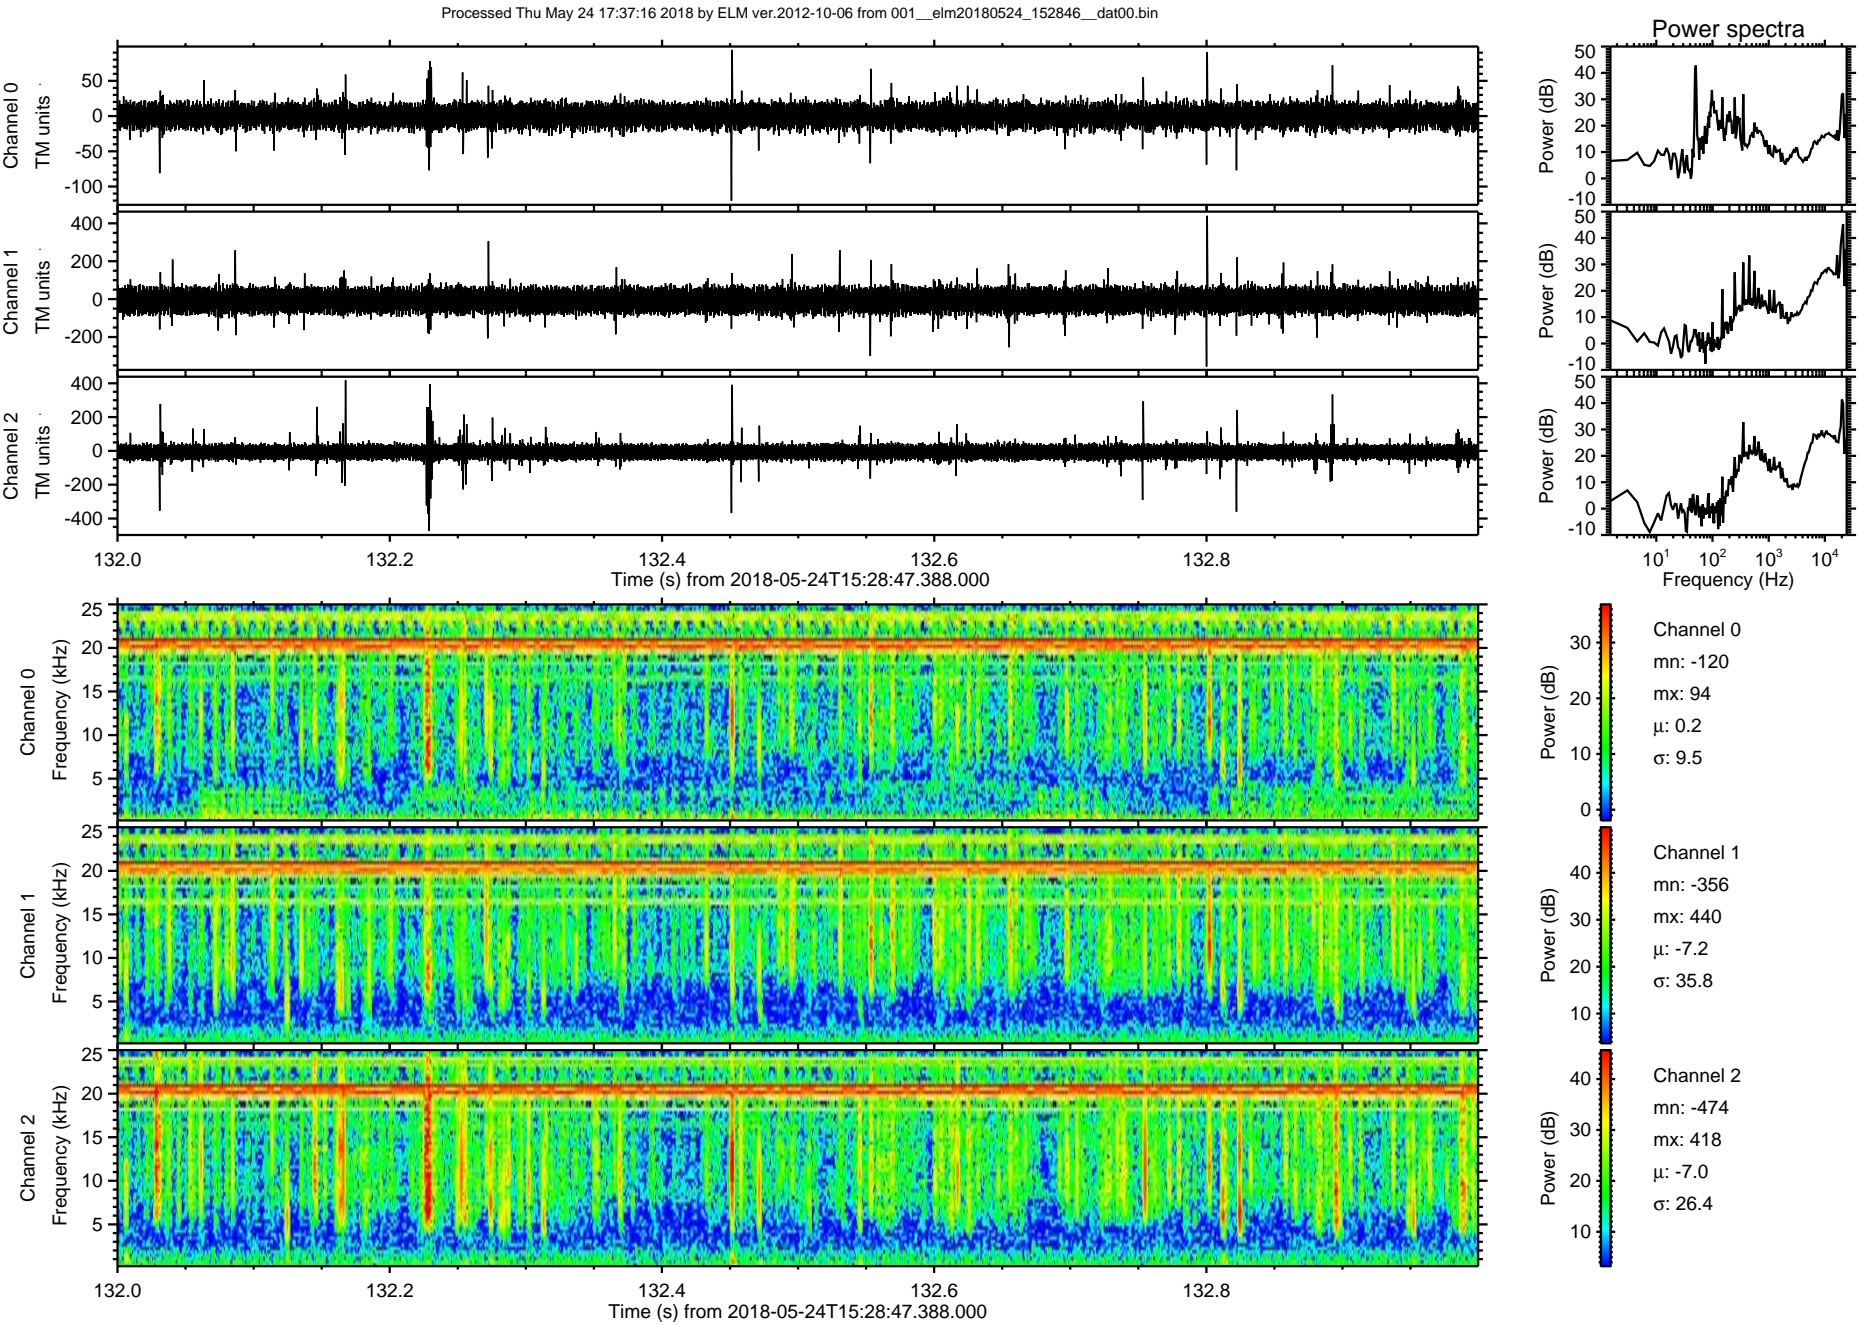 Processed Thu May 24 17:37:16 2018 by ELM ver.2012-10-06 from 001__elm20180524_152846__dat00.bin
Power spectra
Channel 0
TM units
50
0
-50
-100
Power (dB)
50
40
30
20
10
0
-10
Channel 1
TM units
400
200
0
-200
Power (dB)
50
40
30
20
10
0
-10
Channel 2
TM units
400
200
0
-200
-400
Power (dB)
50
40
30
20
10
0
-10
132.0 132.2 132.4 132.6 132.8
Time (s) from 2018-05-24T15:28:47.388.000
10¹ 10² 10³ 10⁴
Frequency (Hz)
Channel 0
Frequency (kHz)
25
20
15
10
5
Power (dB)
30
20
10
0
Channel 0
mn: -120
mx: 94
µ: 0.2
σ: 9.5
Channel 1
Frequency (kHz)
25
20
15
10
5
Power (dB)
40
30
20
10
Channel 1
mn: -356
mx: 440
µ: -7.2
σ: 35.8
Channel 2
Frequency (kHz)
25
20
15
10
5
Power (dB)
40
30
20
10
Channel 2
mn: -474
mx: 418
µ: -7.0
σ: 26.4
132.0 132.2 132.4 132.6 132.8
Time (s) from 2018-05-24T15:28:47.388.000